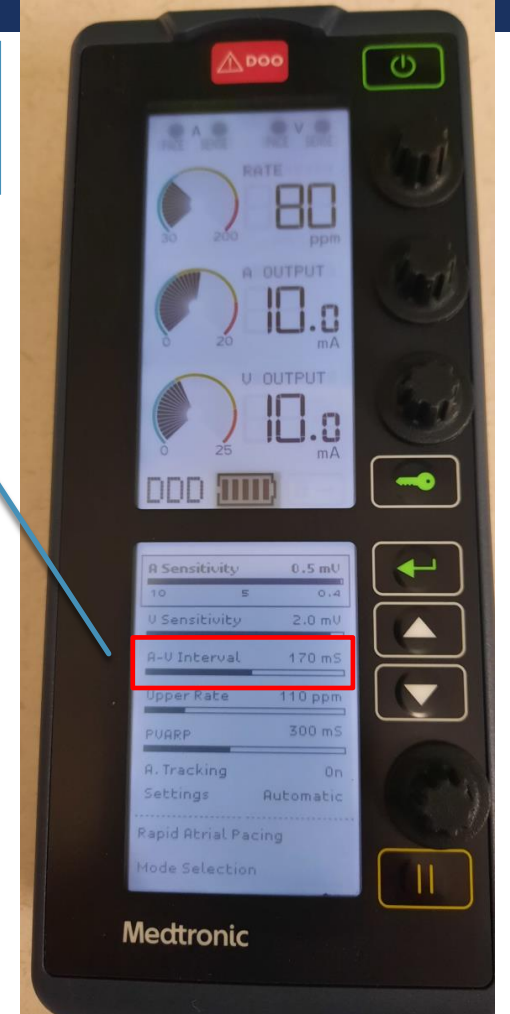 DOO
A V
PACE SENSE PACE SENSE
RATE
80
30 200 ppm
A OUTPUT
10.0
0 20 mA
V OUTPUT
10.0
0 25 mA
DDD
A Sensitivity 0.5 mV
10 5 0.4
V Sensitivity 2.0 mV
A-V Interval 170 mS
Upper Rate 110 ppm
PVARP 300 mS
A. Tracking On
Settings Automatic
Rapid Atrial Pacing
Mode Selection
Medtronic